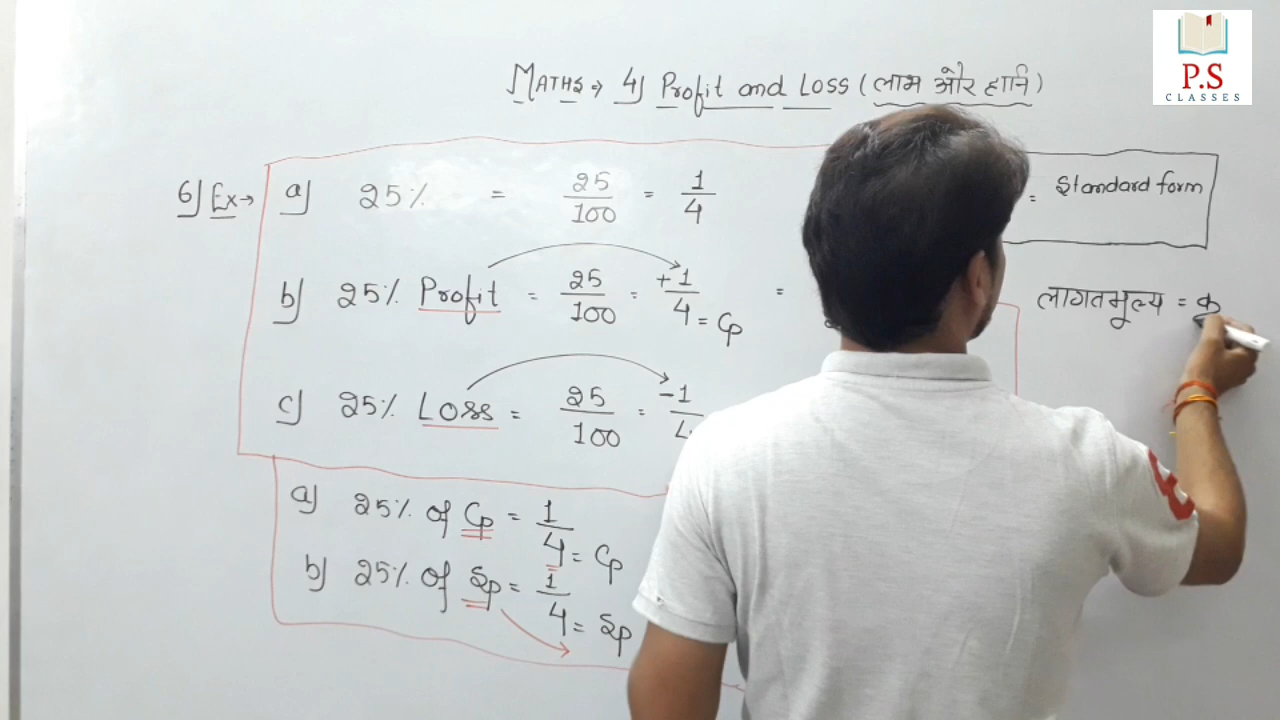 P.S
CLASSES
MATHS → 4) Profit and Loss (लाभ और हानि)
6) Ex→ a) 25% = 25/100 = 1/4
= Standard form
b) 25% Profit = 25/100 = +1/4 = Cp =
लागतमूल्य = क
c) 25% Loss = 25/100 = -1/4
a) 25% of Cp = 1/4 = Cp
b) 25% of Sp = 1/4 = Sp